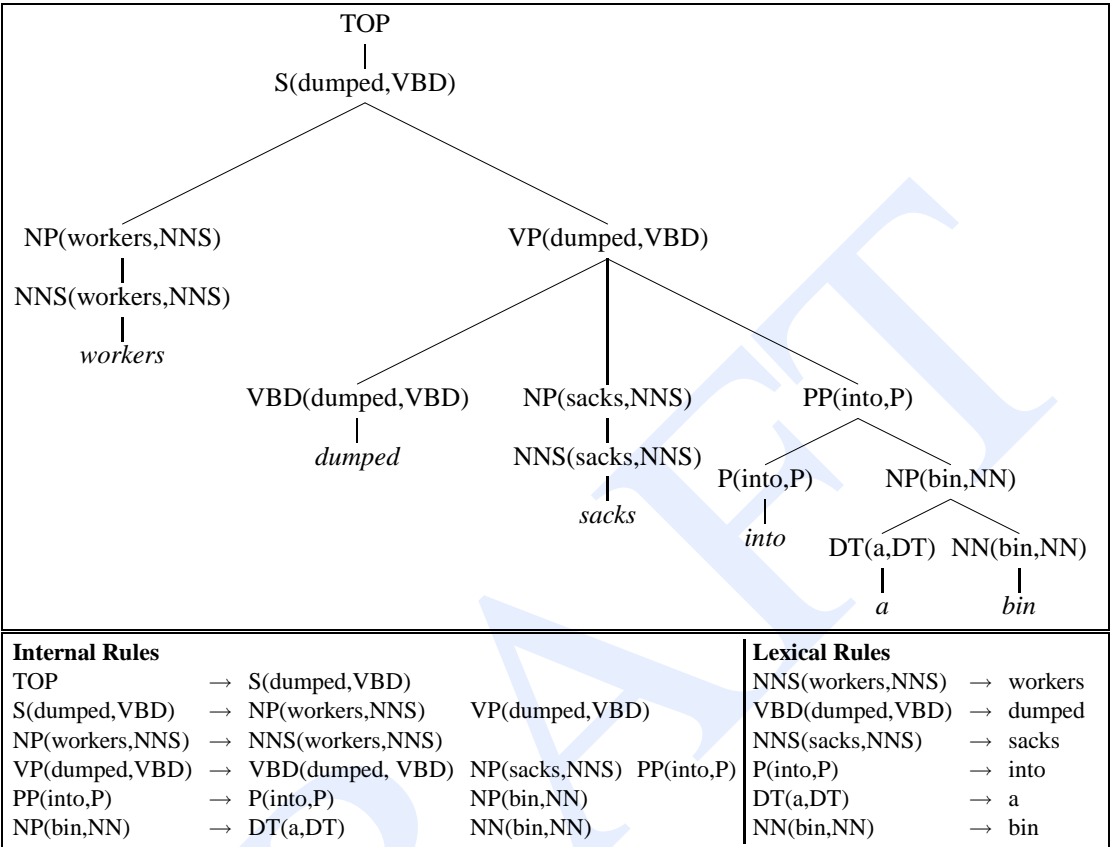 TOP
S(dumped,VBD)
NP(workers,NNS) VP(dumped,VBD)
NNS(workers,NNS)
workers
VBD(dumped,VBD) NP(sacks,NNS) PP(into,P)
dumped NNS(sacks,NNS)
P(into,P) NP(bin,NN)
sacks
into
DT(a,DT) NN(bin,NN)
a bin
Internal Rules
TOP → S(dumped,VBD)
S(dumped,VBD) → NP(workers,NNS) VP(dumped,VBD)
NP(workers,NNS) → NNS(workers,NNS)
VP(dumped,VBD) → VBD(dumped, VBD) NP(sacks,NNS) PP(into,P)
PP(into,P) → P(into,P) NP(bin,NN)
NP(bin,NN) → DT(a,DT) NN(bin,NN)
Lexical Rules
NNS(workers,NNS) → workers
VBD(dumped,VBD) → dumped
NNS(sacks,NNS) → sacks
P(into,P) → into
DT(a,DT) → a
NN(bin,NN) → bin